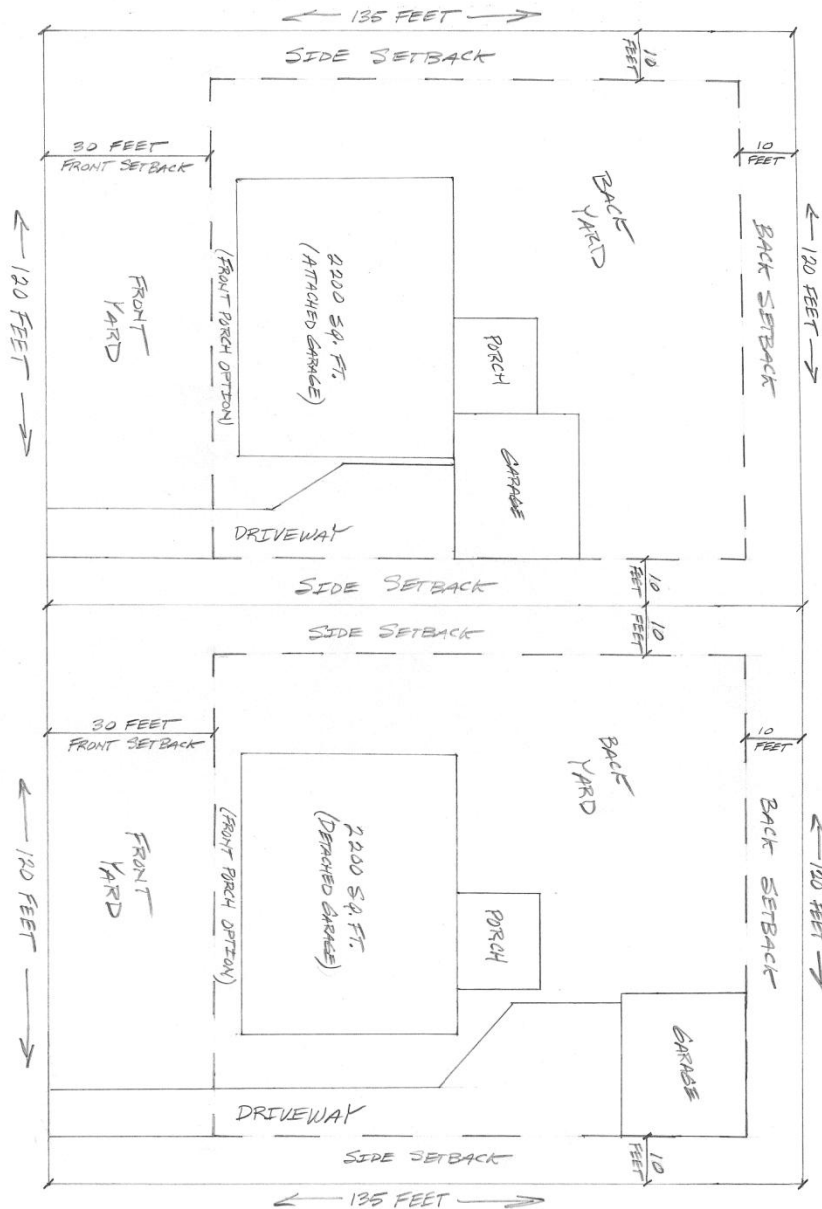 135 FEET
SIDE SETBACK
10
FEET
30 FEET
FRONT SETBACK
10
FEET
BACK
YARD
120 FEET
FRONT
YARD
(FRONT PORCH OPTION)
2200 SQ. FT.
(ATTACHED GARAGE)
PORCH
BACK SETBACK
120 FEET
GARAGE
DRIVEWAY
SIDE SETBACK
10
FEET
SIDE SETBACK
10
FEET
30 FEET
FRONT SETBACK
10
FEET
BACK
YARD
120 FEET
FRONT
YARD
(FRONT PORCH OPTION)
2200 SQ. FT.
(DETACHED GARAGE)
PORCH
BACK SETBACK
120 FEET
GARAGE
DRIVEWAY
SIDE SETBACK
10
FEET
135 FEET